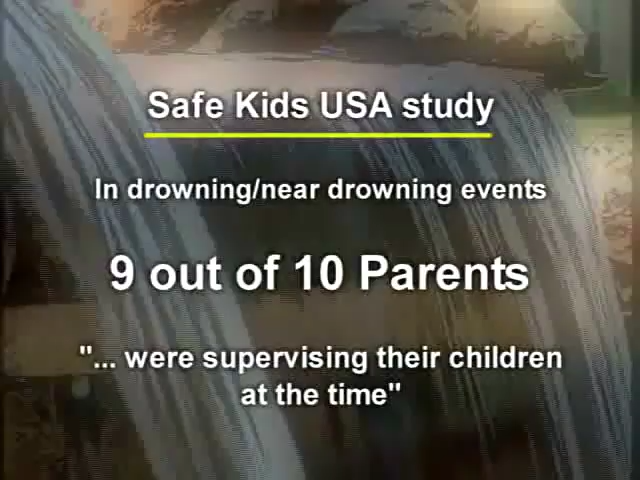 Safe Kids USA study
In drowning/near drowning events
9 out of 10 Parents
"... were supervising their children
at the time"